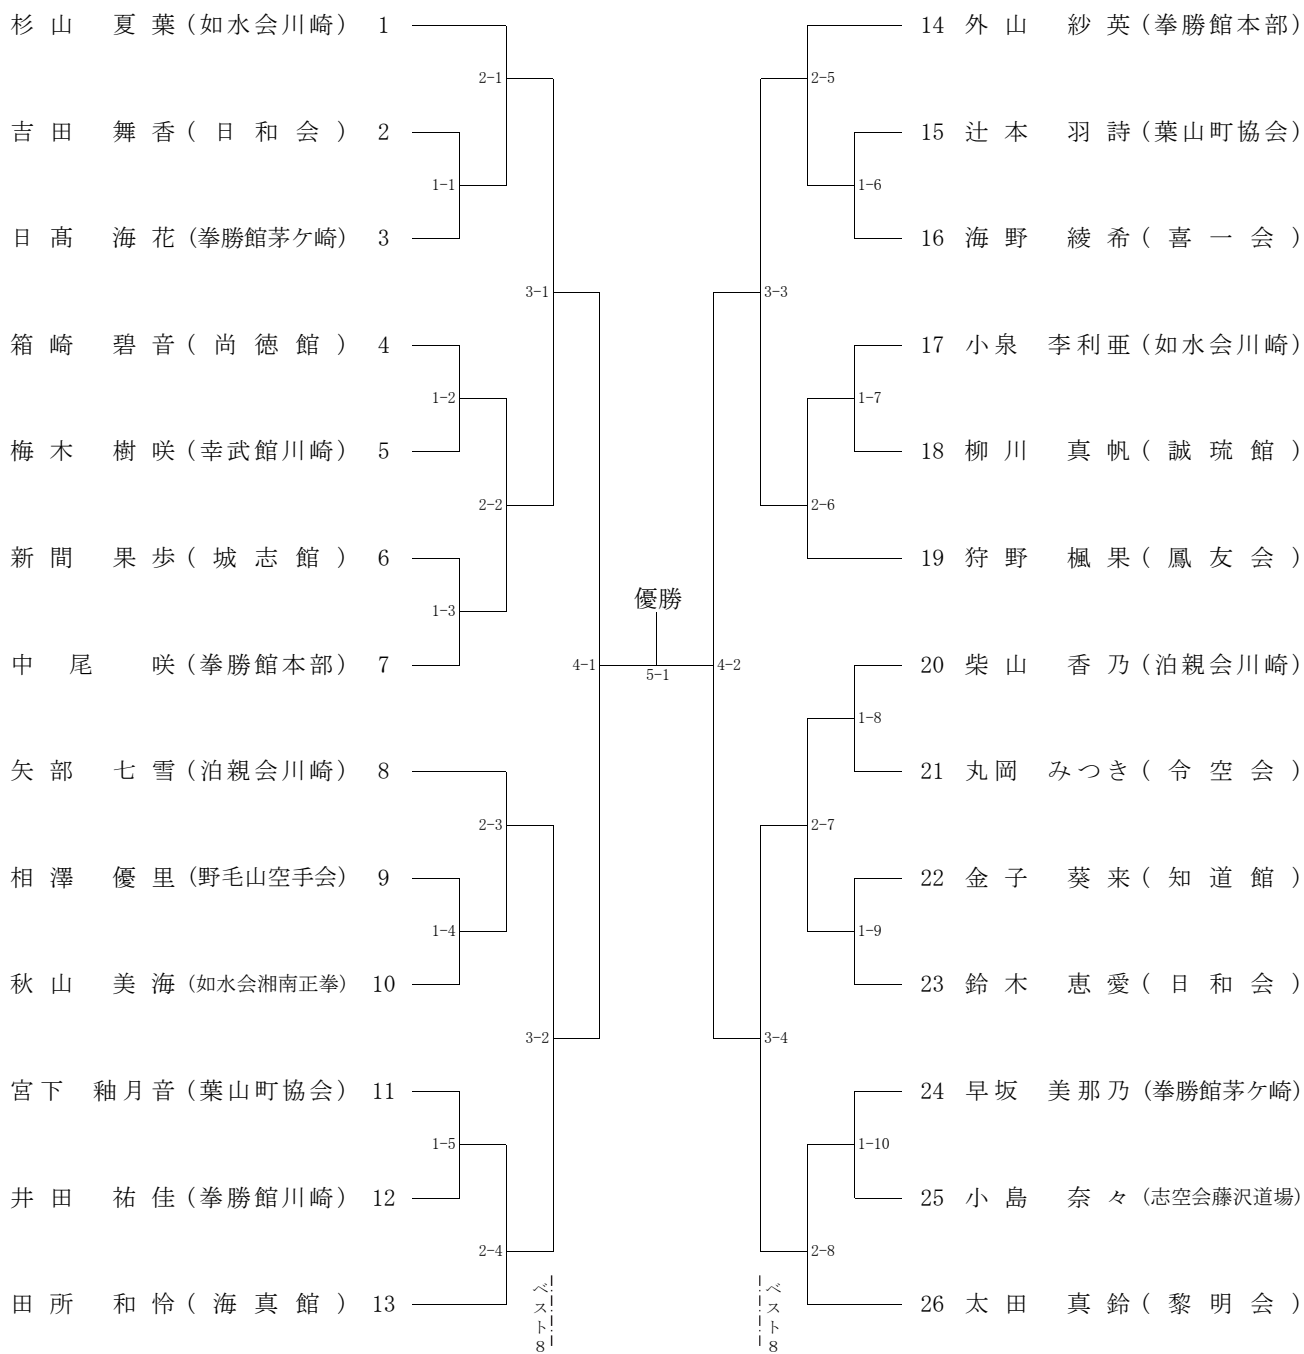 杉山 夏葉(如水会川崎) 1
2-1
吉田 舞香(日和会) 2
1-1
日髙 海花(拳勝館茅ケ崎) 3
3-1
箱崎 碧音(尚徳館) 4
1-2
梅木 樹咲(幸武館川崎) 5
2-2
新間 果歩(城志館) 6
1-3
中尾 咲(拳勝館本部) 7
4-1
矢部 七雪(泊親会川崎) 8
2-3
相澤 優里(野毛山空手会) 9
1-4
秋山 美海(如水会湘南正拳) 10
3-2
宮下 釉月音(葉山町協会) 11
1-5
井田 祐佳(拳勝館川崎) 12
2-4
田所 和怜(海真館) 13
ベスト8
優勝
5-1
14 外山 紗英(拳勝館本部)
2-5
15 辻本 羽詩(葉山町協会)
1-6
16 海野 綾希(喜一会)
3-3
17 小泉 李利亜(如水会川崎)
1-7
18 柳川 真帆(誠琉館)
2-6
19 狩野 楓果(鳳友会)
4-2
20 柴山 香乃(泊親会川崎)
1-8
21 丸岡 みつき(令空会)
2-7
22 金子 葵来(知道館)
1-9
23 鈴木 恵愛(日和会)
3-4
24 早坂 美那乃(拳勝館茅ケ崎)
1-10
25 小島 奈々(志空会藤沢道場)
2-8
26 太田 真鈴(黎明会)
ベスト8